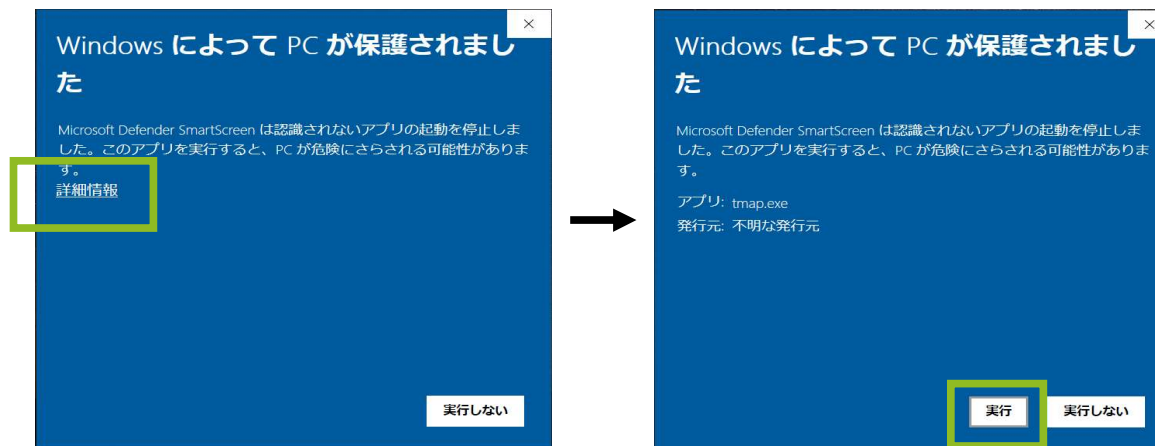 Windows によって PC が保護されまし
た
Microsoft Defender SmartScreen は認識されないアプリの起動を停止しま
した。このアプリを実行すると、PC が危険にさらされる可能性がありま
す。
詳細情報
実行しない
Windows によって PC が保護されまし
た
Microsoft Defender SmartScreen は認識されないアプリの起動を停止しま
した。このアプリを実行すると、PC が危険にさらされる可能性がありま
す。
アプリ: tmap.exe
発行元: 不明な発行元
実行
実行しない